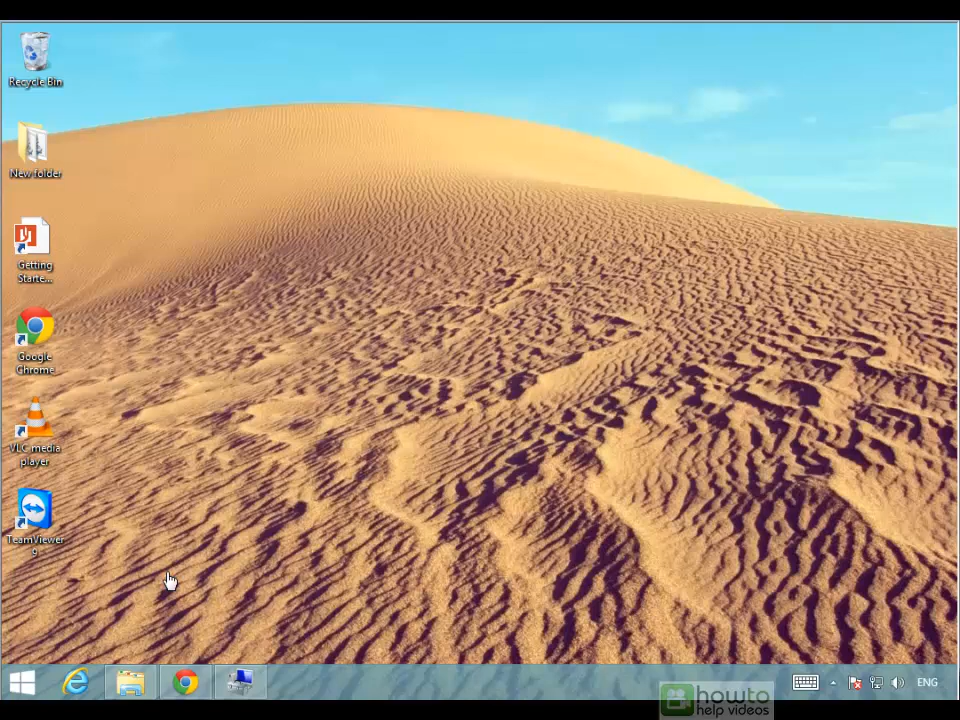 Recycle Bin
New folder
Getting
Starte...
Google
Chrome
VLC media
player
TeamViewer
9
ENG
howto
help videos